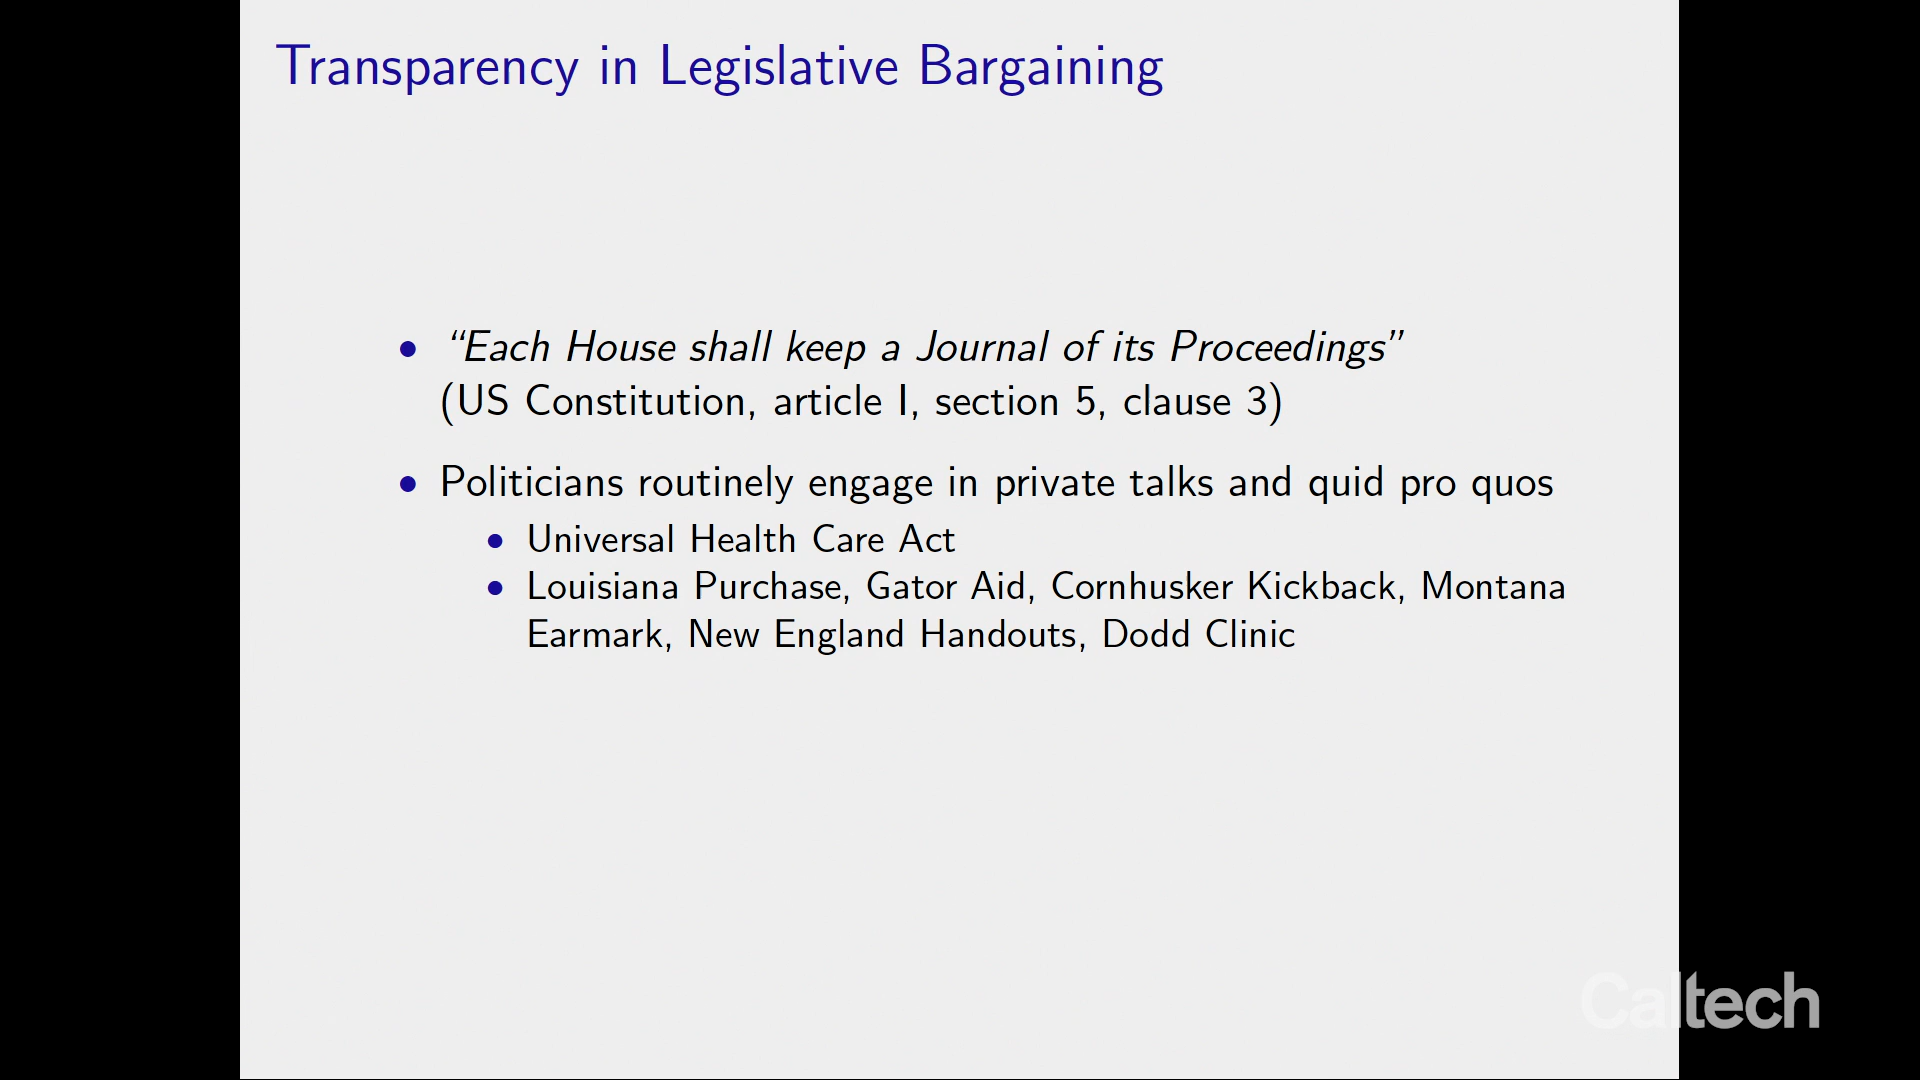 Transparency in Legislative Bargaining
• “Each House shall keep a Journal of its Proceedings”
(US Constitution, article I, section 5, clause 3)
• Politicians routinely engage in private talks and quid pro quos
• Universal Health Care Act
• Louisiana Purchase, Gator Aid, Cornhusker Kickback, Montana
Earmark, New England Handouts, Dodd Clinic
Caltech